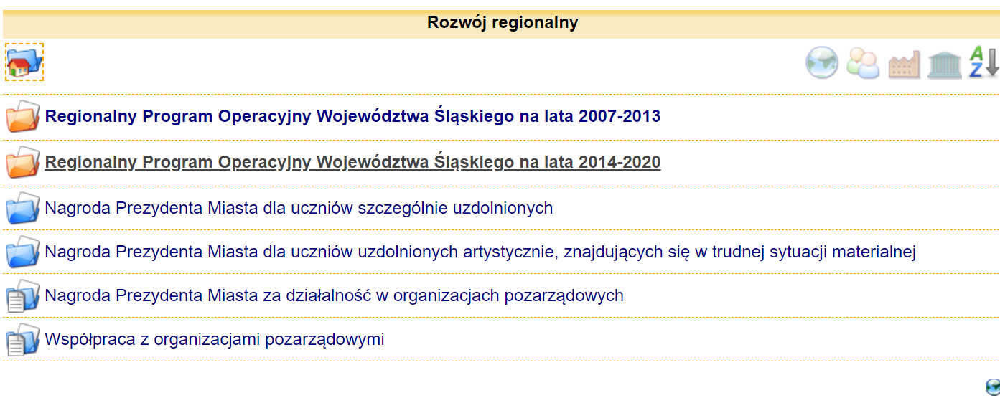 Rozwój regionalny
A
Z
Regionalny Program Operacyjny Województwa Śląskiego na lata 2007-2013
Regionalny Program Operacyjny Województwa Śląskiego na lata 2014-2020
Nagroda Prezydenta Miasta dla uczniów szczególnie uzdolnionych
Nagroda Prezydenta Miasta dla uczniów uzdolnionych artystycznie, znajdujących się w trudnej sytuacji materialnej
Nagroda Prezydenta Miasta za działalność w organizacjach pozarządowych
Współpraca z organizacjami pozarządowymi